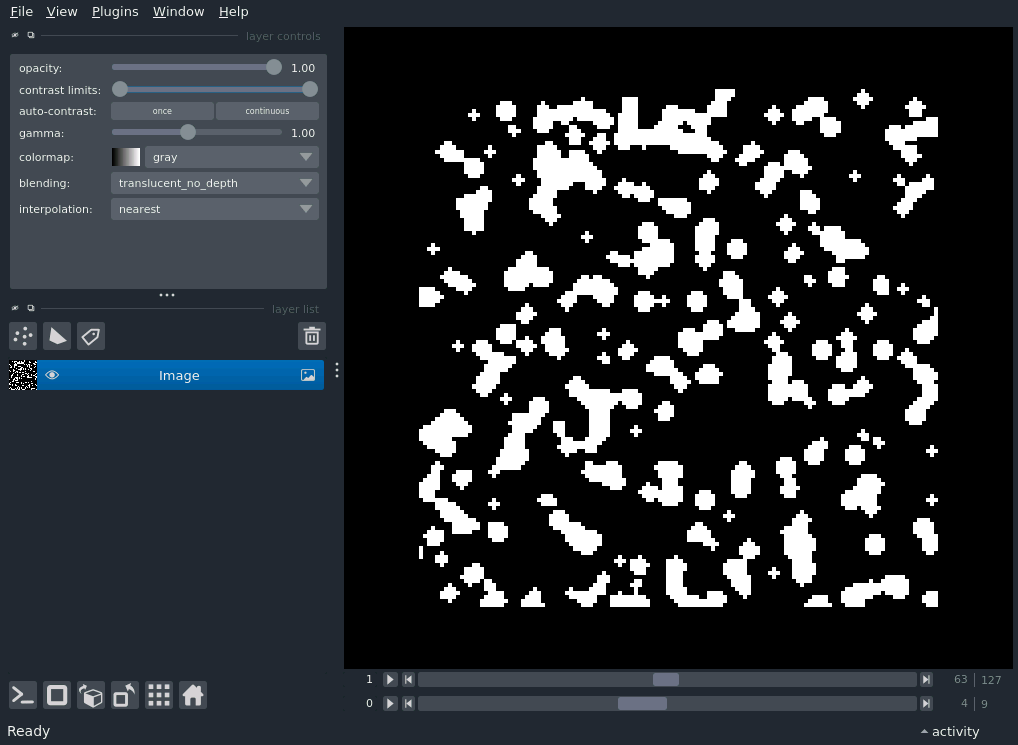 File View Plugins Window Help
layer controls
opacity: 1.00
contrast limits:
auto-contrast: once continuous
gamma: 1.00
colormap: gray
blending: translucent_no_depth
interpolation: nearest
layer list
Image
1 63 127
0 4 9
Ready activity